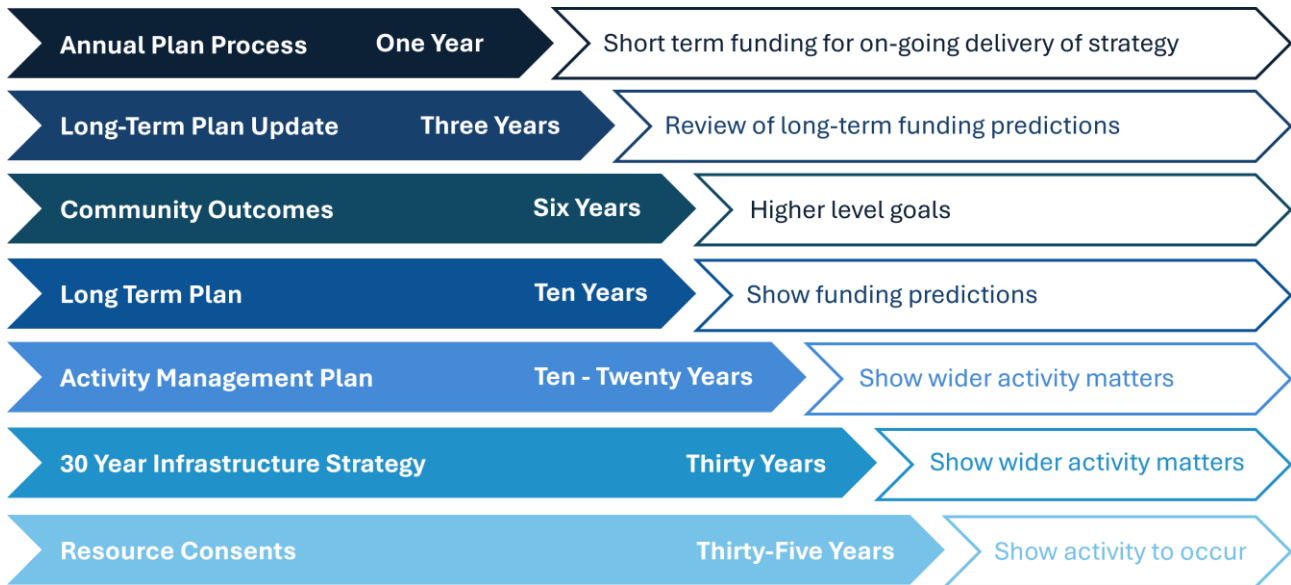 Annual Plan Process One Year Short term funding for on-going delivery of strategy
Long-Term Plan Update Three Years Review of long-term funding predictions
Community Outcomes Six Years Higher level goals
Long Term Plan Ten Years Show funding predictions
Activity Management Plan Ten - Twenty Years Show wider activity matters
30 Year Infrastructure Strategy Thirty Years Show wider activity matters
Resource Consents Thirty-Five Years Show activity to occur